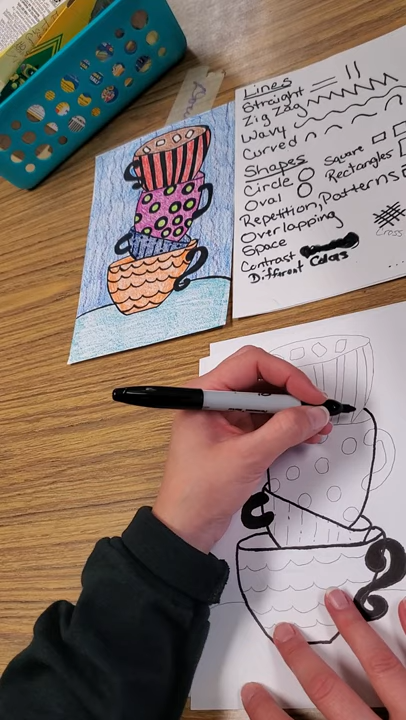 Lines
Straight
Zig Zag
Wavy
Curved
Shapes
Circle
Square
Oval
Rectangles
Repetition, Patterns
Overlapping
Space
Contrast
Different Colors
Cross